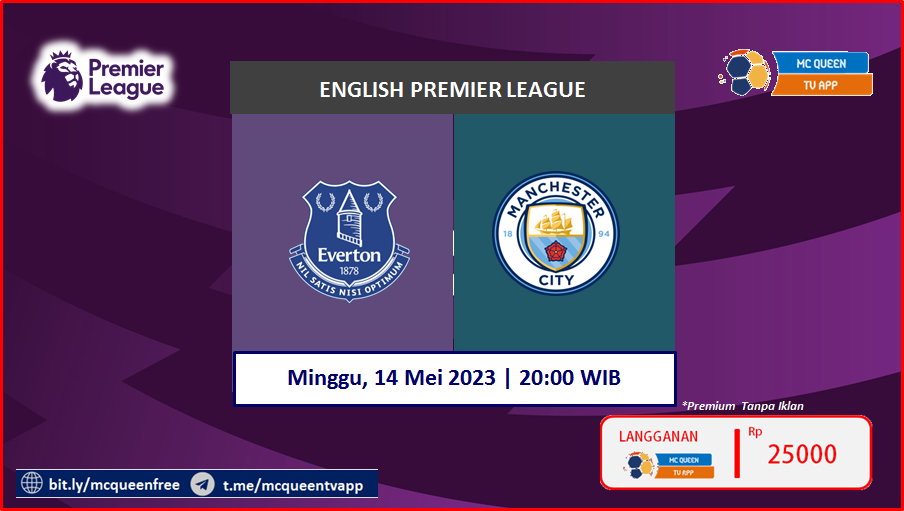 Premier
League
MC QUEEN
TV APP
ENGLISH PREMIER LEAGUE
Everton
1878
NIL SATIS NISI OPTIMUM
MANCHESTER
18 94
CITY
Minggu, 14 Mei 2023 | 20:00 WIB
*Premium Tanpa Iklan
LANGGANAN
MC QUEEN
TV APP
Rp
25000
bit.ly/mcqueenfree
t.me/mcqueentvapp